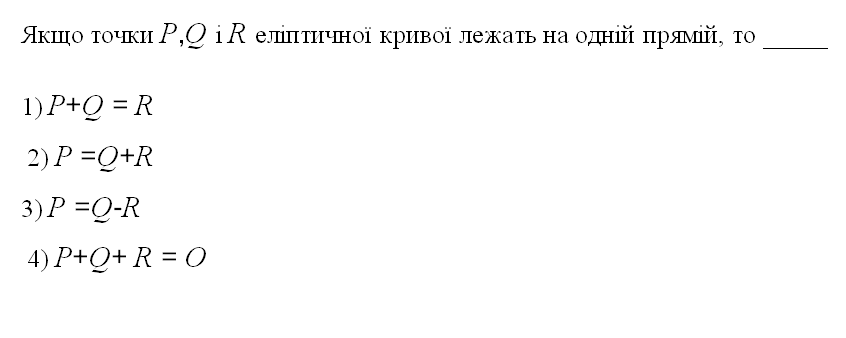 Якщо точки P,Q і R еліптичної кривої лежать на одній прямій, то _____
1) P+Q = R
2) P =Q+R
3) P =Q-R
4) P+Q+ R = O